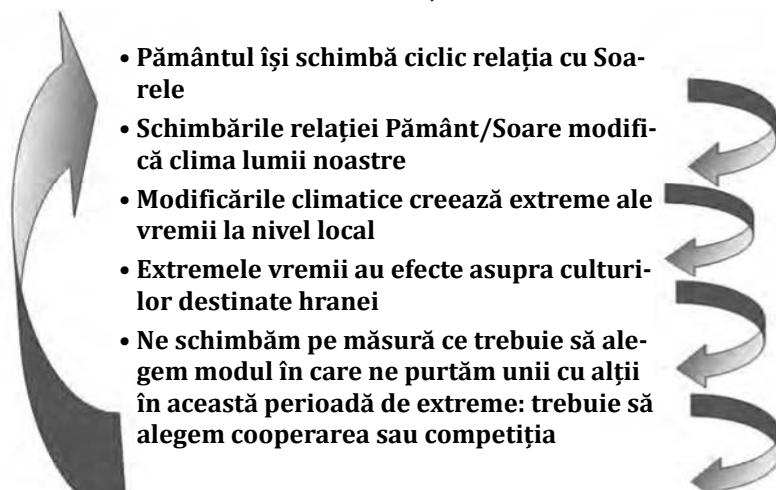 • Pământul își schimbă ciclic relația cu Soa-
rele
• Schimbările relației Pământ/Soare modifi-
că clima lumii noastre
• Modificările climatice creează extreme ale
vremii la nivel local
• Extremele vremii au efecte asupra culturi-
lor destinate hranei
• Ne schimbăm pe măsură ce trebuie să ale-
gem modul în care ne purtăm unii cu alții
în această perioadă de extreme: trebuie să
alegem cooperarea sau competiția